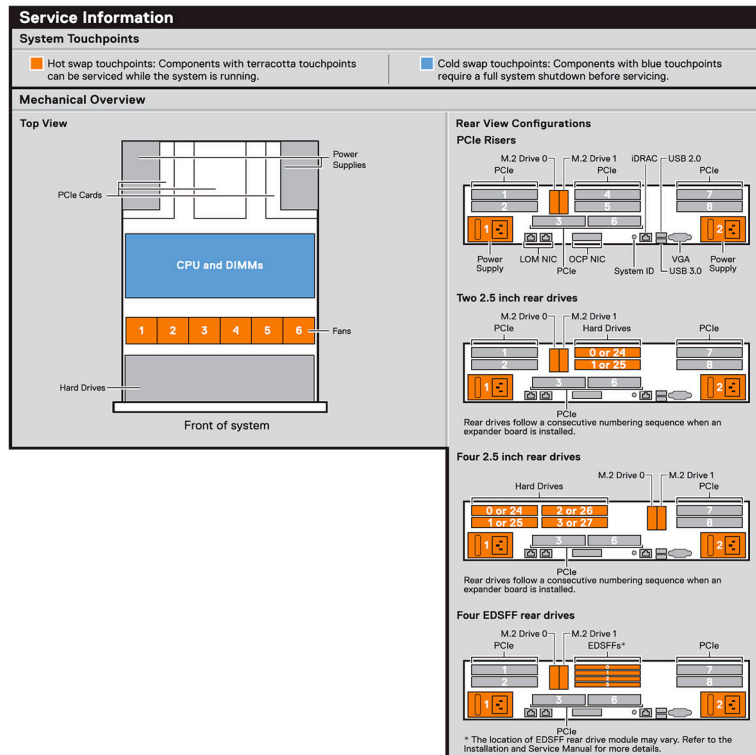 Service Information
System Touchpoints
Hot swap touchpoints: Components with terracotta touchpoints
can be serviced while the system is running.
Cold swap touchpoints: Components with blue touchpoints
require a full system shutdown before servicing.
Mechanical Overview
Top View
Power
Supplies
PCIe Cards
CPU and DIMMs
1 2 3 4 5 6
Fans
Hard Drives
Front of system
Rear View Configurations
PCIe Risers
M.2 Drive 0 M.2 Drive 1 iDRAC USB 2.0
PCIe PCIe PCIe
1 4 7
2 5 8
3 6
1 2
Power
Supply
LOM NIC OCP NIC
PCIe
System ID
VGA
USB 3.0
Power
Supply
Two 2.5 inch rear drives
M.2 Drive 0 M.2 Drive 1
PCIe Hard Drives PCIe
1 0 or 24 7
2 1 or 25 8
3 6
1 2
PCIe
Rear drives follow a consecutive numbering sequence when an
expander board is installed.
Four 2.5 inch rear drives
M.2 Drive 0 M.2 Drive 1
Hard Drives PCIe
0 or 24 2 or 26 7
1 or 25 3 or 27 8
3 6
1 2
PCIe
Rear drives follow a consecutive numbering sequence when an
expander board is installed.
Four EDSFF rear drives
M.2 Drive 0 M.2 Drive 1
PCIe EDSFFs* PCIe
1 0 7
1
2 2 8
3
3 6
1 2
PCIe
* The location of EDSFF rear drive module may vary. Refer to the
Installation and Service Manual for more details.